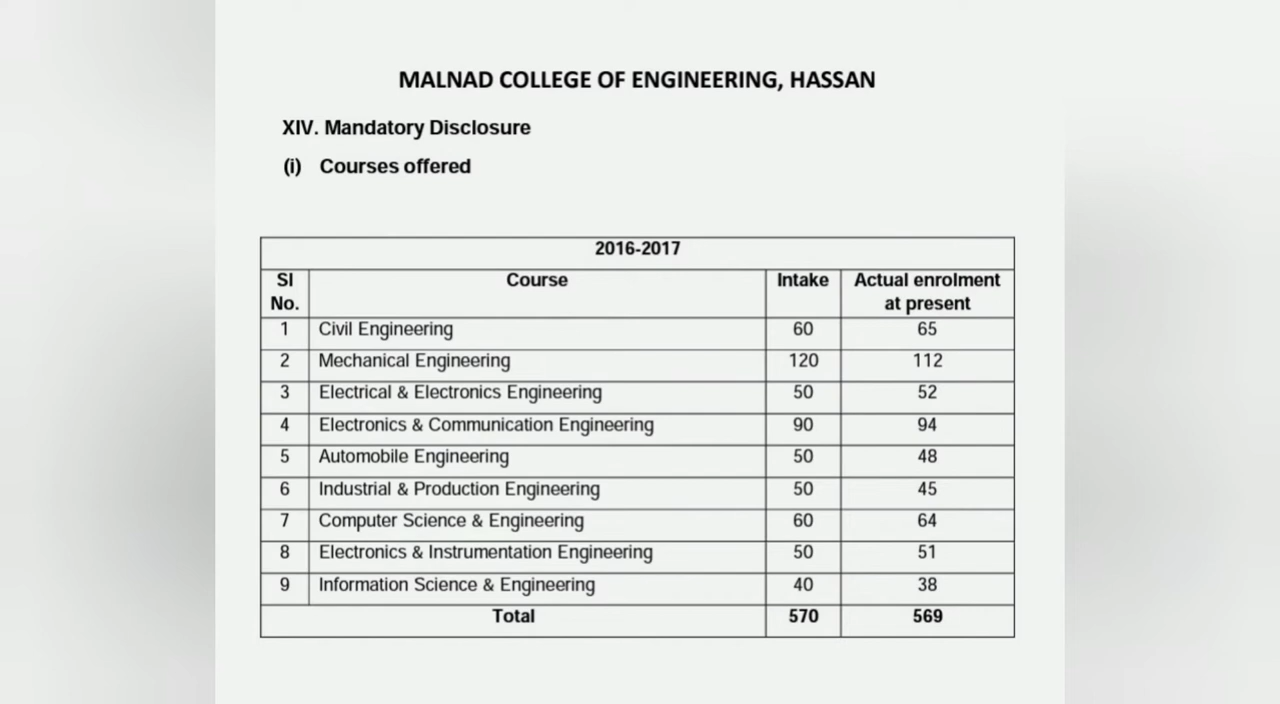 MALNAD COLLEGE OF ENGINEERING, HASSAN
XIV. Mandatory Disclosure
(i) Courses offered
2016-2017
Sl No. Course Intake Actual enrolment at present
1 Civil Engineering 60 65
2 Mechanical Engineering 120 112
3 Electrical & Electronics Engineering 50 52
4 Electronics & Communication Engineering 90 94
5 Automobile Engineering 50 48
6 Industrial & Production Engineering 50 45
7 Computer Science & Engineering 60 64
8 Electronics & Instrumentation Engineering 50 51
9 Information Science & Engineering 40 38
Total 570 569